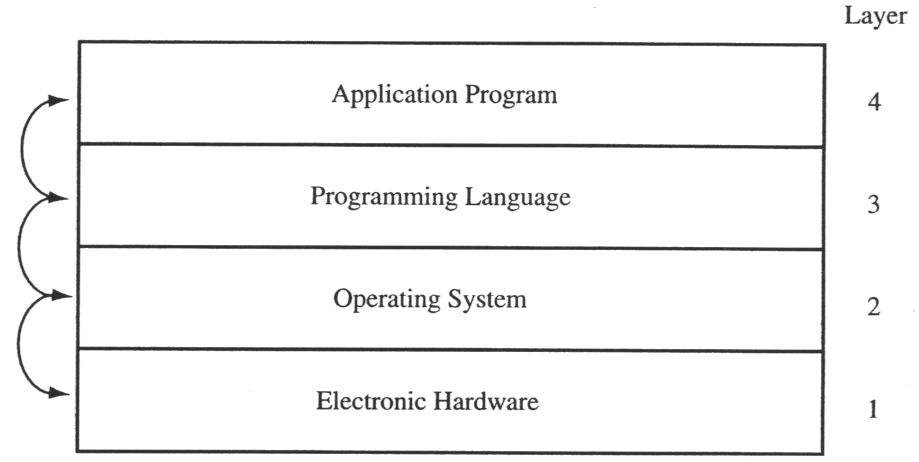 Layer
Application Program 4
Programming Language 3
Operating System 2
Electronic Hardware 1